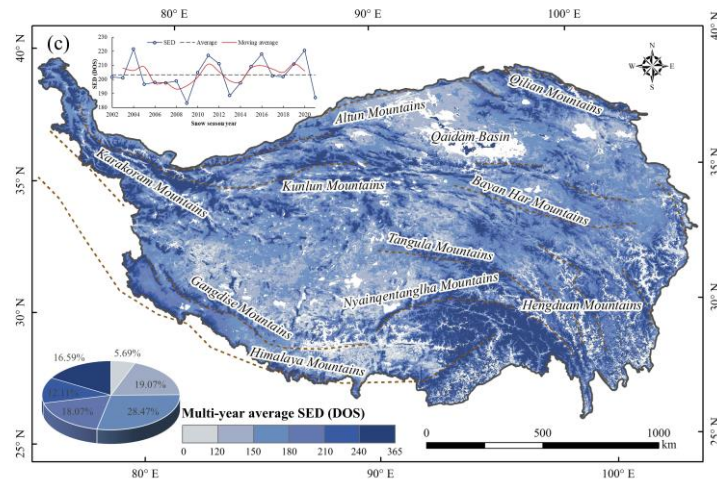 80° E 90° E 100° E
(c)
SED Average Moving average
SED (DOS)
230
220
210
200
190
180
2002 2004 2006 2008 2010 2012 2014 2016 2018 2020
Snow season year
N
W E
S
40° N
35° N
30° N
25° N
40° N
35° N
30° N
25° N
Altun Mountains
Qilian Mountains
Qaidam Basin
Karakoram Mountains
Kunlun Mountains
Bayan Har Mountains
Tangula Mountains
Nyainqentanglha Mountains
Gangdise Mountains
Hengduan Mountains
Himalaya Mountains
16.59% 5.69%
19.07%
18.07% 28.47%
Multi-year average SED (DOS)
0 120 150 180 210 240 365
0 500 1000
km
80° E 90° E 100° E